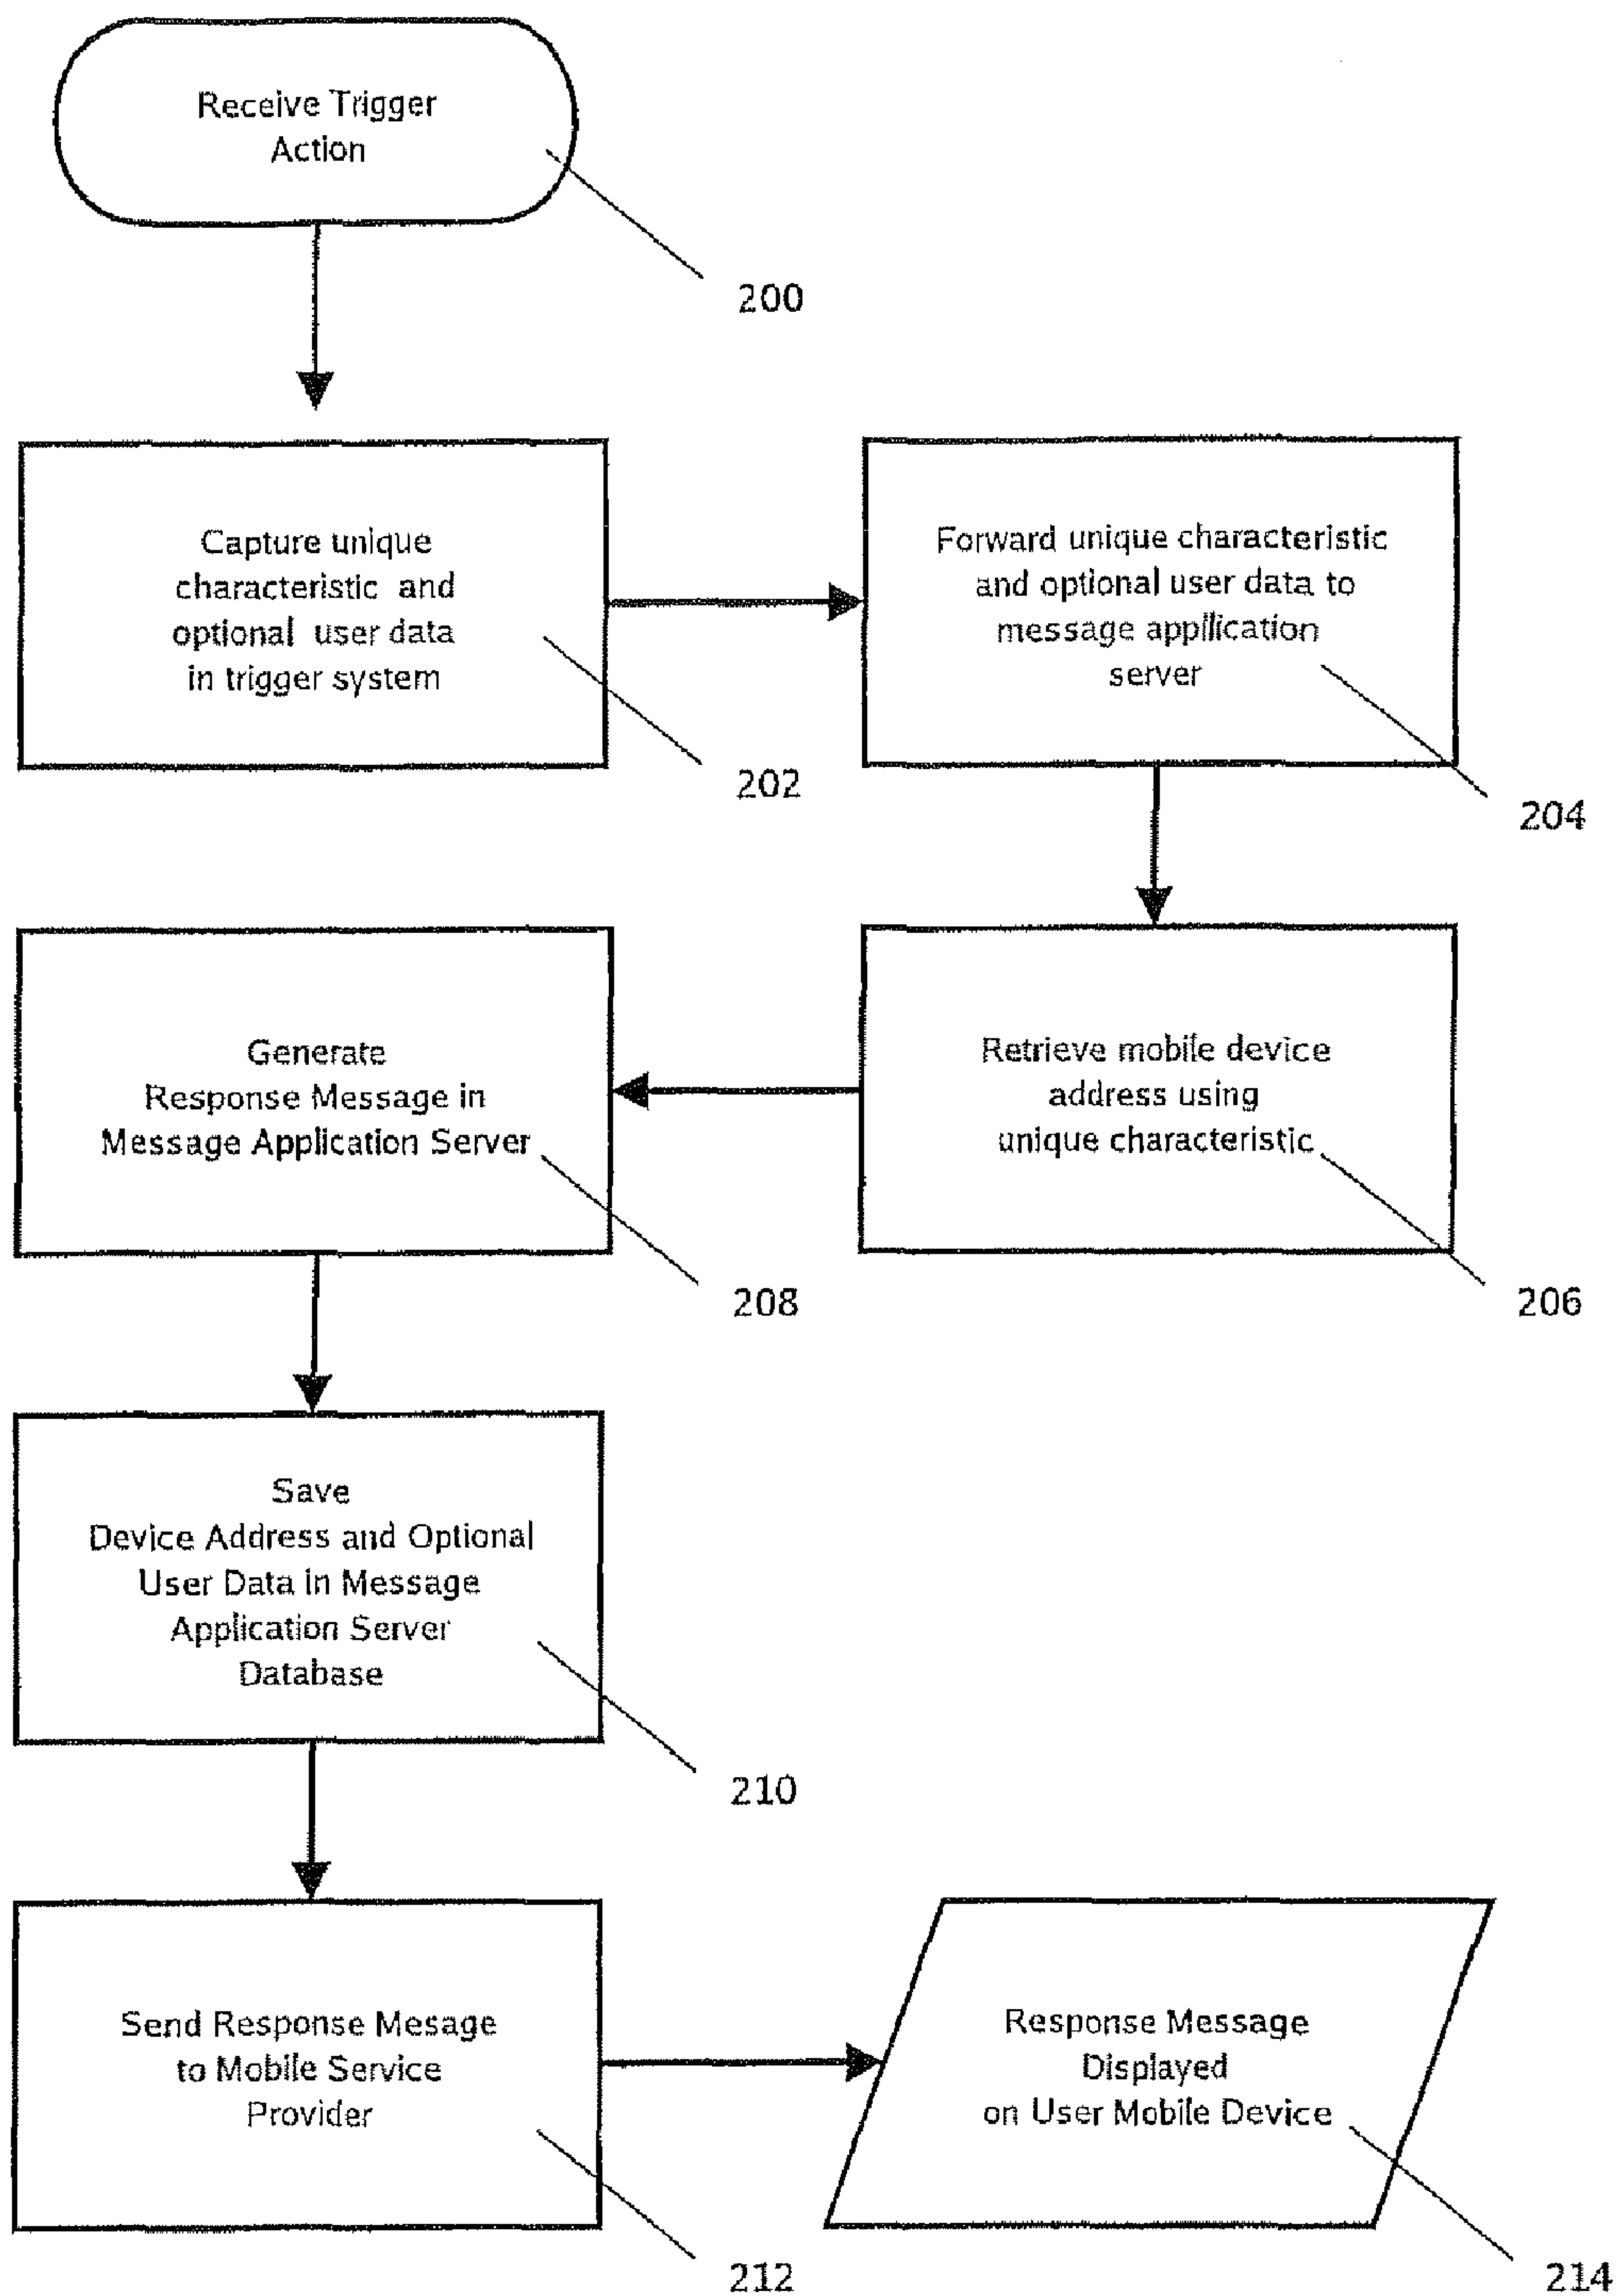 Receive Trigger
Action
200
Capture unique
characteristic and
optional user data
in trigger system
202
Forward unique characteristic
and optional user data to
message appllication
server
204
Retrieve mobile device
address using
unique characteristic
206
Generate
Response Message in
Message Application Server
208
Save
Device Address and Optional
User Data in Message
Application Server
Database
210
Send Response Mesage
to Mobile Service
Provider
212
Response Message
Displayed
on User Mobile Device
214